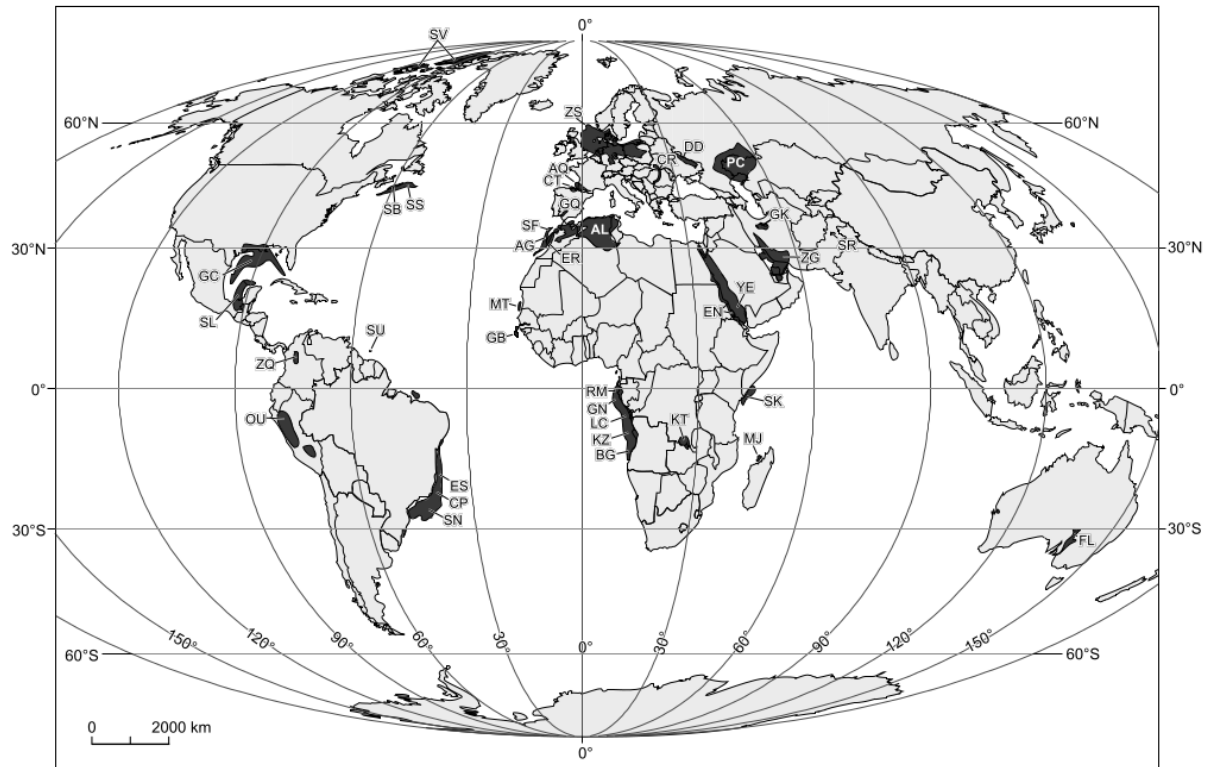 0°
SV
60°N
60°N
ZS
DD
CR
PC
AQ
CT
GQ
SB
SS
SF
AL
GK
30°N
30°N
AG
ER
SR
ZG
GC
YE
MT
EN
SL
GB
SU
ZQ
0°
0°
RM
SK
GN
OU
LC
KT
MJ
KZ
BG
ES
CP
SN
30°S
30°S
FL
150°
120°
90°
60°
30°
0°
30°
60°
90°
120°
150°
60°S
60°S
0 2000 km
0°